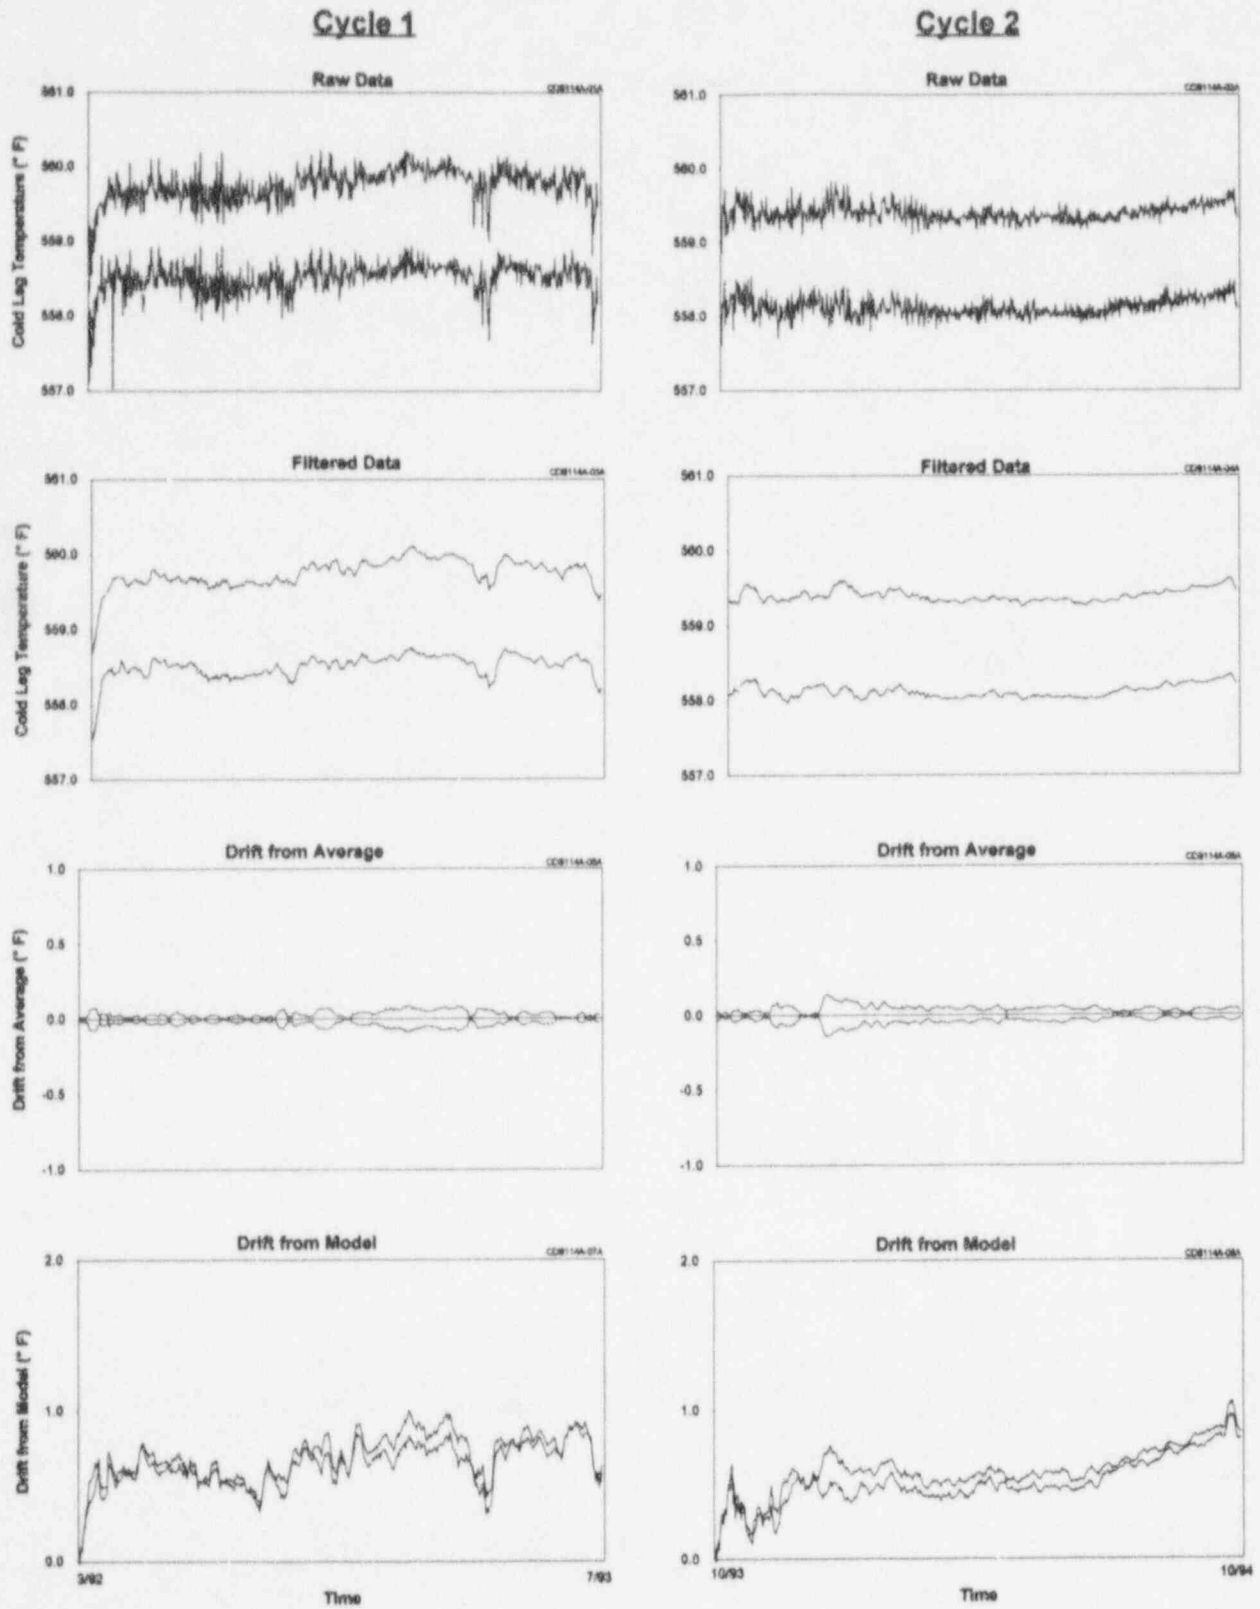 Cycle 1
Cycle 2
Raw Data
561.0
560.0
559.0
558.0
557.0
Cold Leg Temperature (° F)
Raw Data
561.0
560.0
559.0
558.0
557.0
Filtered Data
561.0
560.0
559.0
558.0
557.0
Cold Leg Temperature (° F)
Filtered Data
561.0
560.0
559.0
558.0
557.0
Drift from Average
CD8114A-05A
1.0
0.5
0.0
-0.5
-1.0
Drift from Average (° F)
Drift from Average
1.0
0.5
0.0
-0.5
-1.0
Drift from Model
CD8114A-07A
2.0
1.0
0.0
Drift from Model (° F)
3/92
7/93
Time
Drift from Model
CD8114A-08A
2.0
1.0
0.0
10/93
10/94
Time